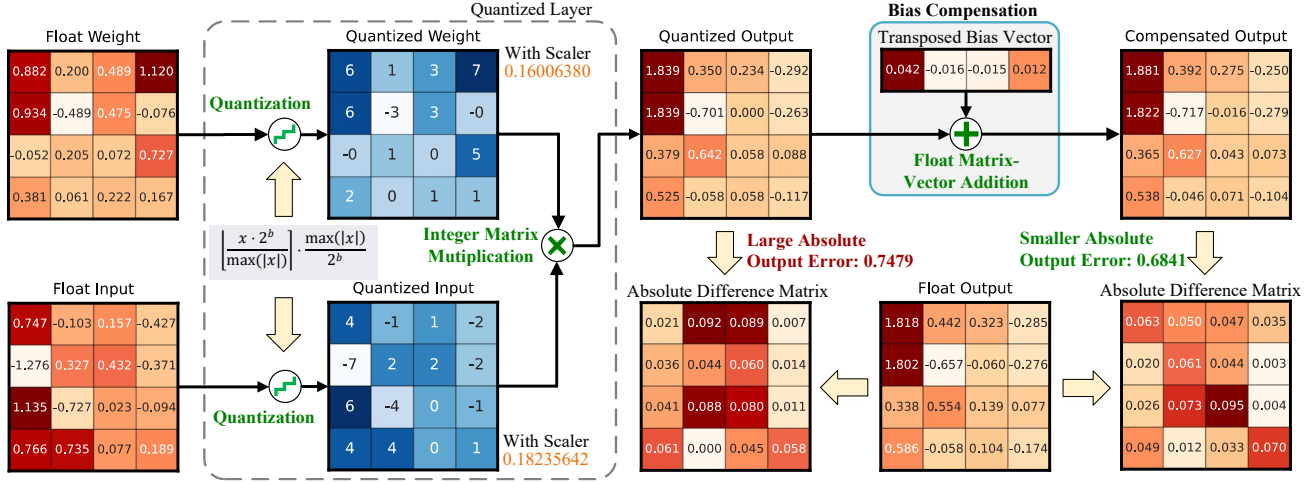 Quantized Layer
Bias Compensation
Float Weight
Quantized Weight
With Scaler
0.16006380
Quantized Output
Transposed Bias Vector
Compensated Output
0.882 0.200 0.489 1.120
0.934 -0.489 0.475 -0.076
-0.052 0.205 0.072 0.727
0.381 0.061 0.222 0.167
Quantization
6 1 3 7
6 -3 3 -0
-0 1 0 5
2 0 1 1
1.839 0.350 0.234 -0.292
1.839 -0.701 0.000 -0.263
0.379 0.642 0.058 0.088
0.525 -0.058 0.058 -0.117
0.042 -0.016 -0.015 0.012
Float Matrix-
Vector Addition
1.881 0.392 0.275 -0.250
1.822 -0.717 -0.016 -0.279
0.365 0.627 0.043 0.073
0.538 -0.046 0.071 -0.104
⌊x · 2^b / max(|x|)⌉ · max(|x|) / 2^b
Integer Matrix
Mutiplication
Large Absolute
Output Error: 0.7479
Smaller Absolute
Output Error: 0.6841
Float Input
Quantized Input
Absolute Difference Matrix
Float Output
Absolute Difference Matrix
0.747 -0.103 0.157 -0.427
-1.276 0.327 0.432 -0.371
1.135 -0.727 0.023 -0.094
0.766 0.735 0.077 0.189
Quantization
4 -1 1 -2
-7 2 2 -2
6 -4 0 -1
4 4 0 1
With Scaler
0.18235642
0.021 0.092 0.089 0.007
0.036 0.044 0.060 0.014
0.041 0.088 0.080 0.011
0.061 0.000 0.045 0.058
1.818 0.442 0.323 -0.285
1.802 -0.657 -0.060 -0.276
0.338 0.554 0.139 0.077
0.586 -0.058 0.104 -0.174
0.063 0.050 0.047 0.035
0.020 0.061 0.044 0.003
0.026 0.073 0.095 0.004
0.049 0.012 0.033 0.070